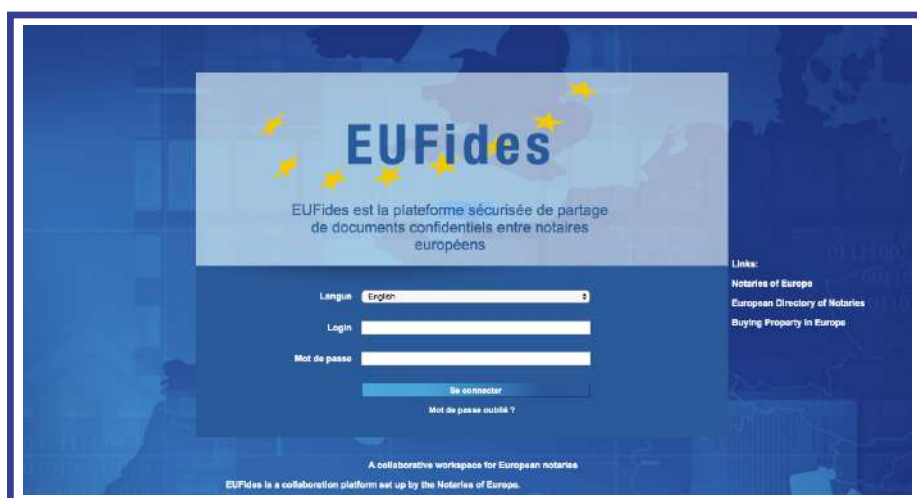 EUFides
EUFides est la plateforme sécurisée de partage
de documents confidentiels entre notaires
européens
Links:
Notaries of Europe
European Directory of Notaries
Buying Property in Europe
Langue English
Login
Mot de passe
Se connecter
Mot de passe oublié ?
A collaborative workspace for European notaries
EUFides is a collaboration platform set up by the Notaries of Europe.